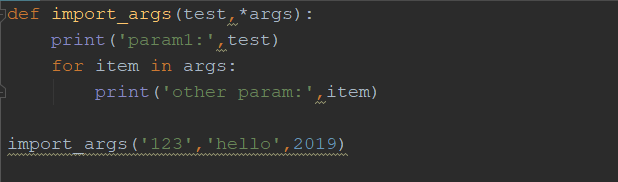 def import_args(test,*args):
    print('param1:',test)
    for item in args:
        print('other param:',item)
import_args('123','hello',2019)